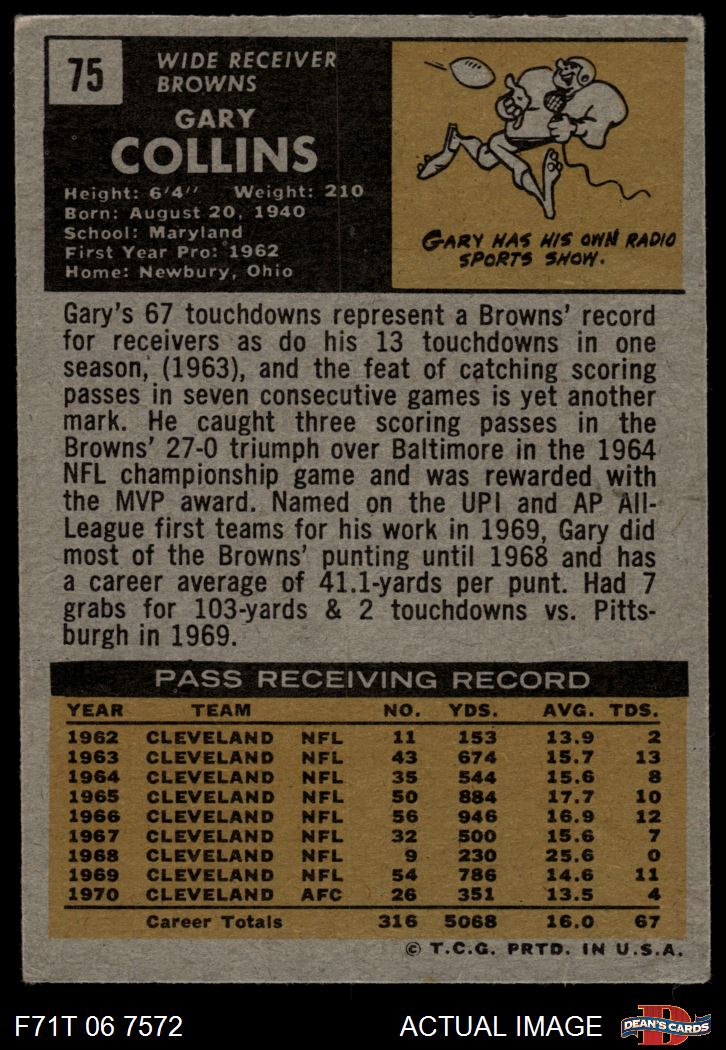 75
WIDE RECEIVER
BROWNS
GARY
COLLINS
Height: 6'4" Weight: 210
Born: August 20, 1940
School: Maryland
First Year Pro: 1962
Home: Newbury, Ohio
GARY HAS HIS OWN RADIO
SPORTS SHOW.
Gary's 67 touchdowns represent a Browns' record
for receivers as do his 13 touchdowns in one
season, (1963), and the feat of catching scoring
passes in seven consecutive games is yet another
mark. He caught three scoring passes in the
Browns' 27-0 triumph over Baltimore in the 1964
NFL championship game and was rewarded with
the MVP award. Named on the UPI and AP All-
League first teams for his work in 1969, Gary did
most of the Browns' punting until 1968 and has
a career average of 41.1-yards per punt. Had 7
grabs for 103-yards & 2 touchdowns vs. Pitts-
burgh in 1969.
PASS RECEIVING RECORD
YEAR TEAM NO. YDS. AVG. TDS.
1962 CLEVELAND NFL 11 153 13.9 2
1963 CLEVELAND NFL 43 674 15.7 13
1964 CLEVELAND NFL 35 544 15.6 8
1965 CLEVELAND NFL 50 884 17.7 10
1966 CLEVELAND NFL 56 946 16.9 12
1967 CLEVELAND NFL 32 500 15.6 7
1968 CLEVELAND NFL 9 230 25.6 0
1969 CLEVELAND NFL 54 786 14.6 11
1970 CLEVELAND AFC 26 351 13.5 4
Career Totals 316 5068 16.0 67
© T.C.G. PRTD. IN U.S.A.
F71T 06 7572 ACTUAL IMAGE
D
DEAN'S CARDS